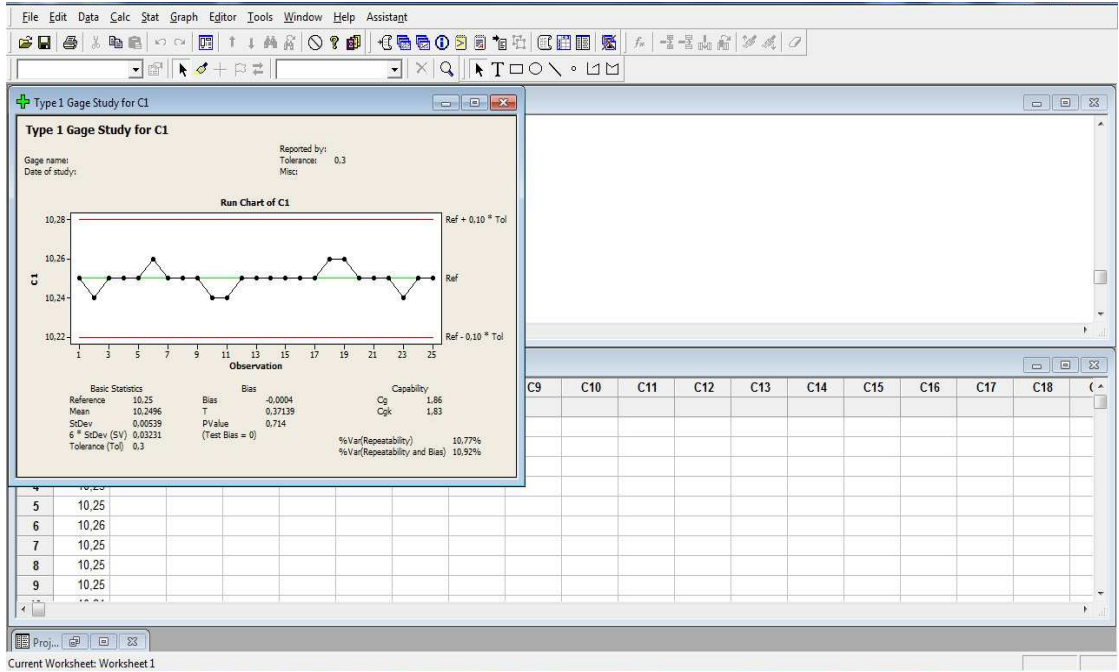 File Edit Data Calc Stat Graph Editor Tools Window Help Assistant
Type 1 Gage Study for C1
Type 1 Gage Study for C1
Gage name:
Date of study:
Reported by:
Tolerance: 0,3
Misc:
Run Chart of C1
10,28
10,26
10,24
10,22
C1
Ref + 0,10 * Tol
Ref
Ref - 0,10 * Tol
1 3 5 7 9 11 13 15 17 19 21 23 25
Observation
Basic Statistics
Reference 10,25
Mean 10,2496
StDev 0,00539
6 * StDev (SV) 0,03231
Tolerance (Tol) 0,3
Bias
Bias -0,0004
T 0,37139
PValue 0,714
(Test Bias = 0)
Capability
Cg 1,86
Cgk 1,83
%Var(Repeatability) 10,77%
%Var(Repeatability and Bias) 10,92%
C9 C10 C11 C12 C13 C14 C15 C16 C17 C18
5 10,25
6 10,26
7 10,25
8 10,25
9 10,25
Proj...
Current Worksheet: Worksheet 1